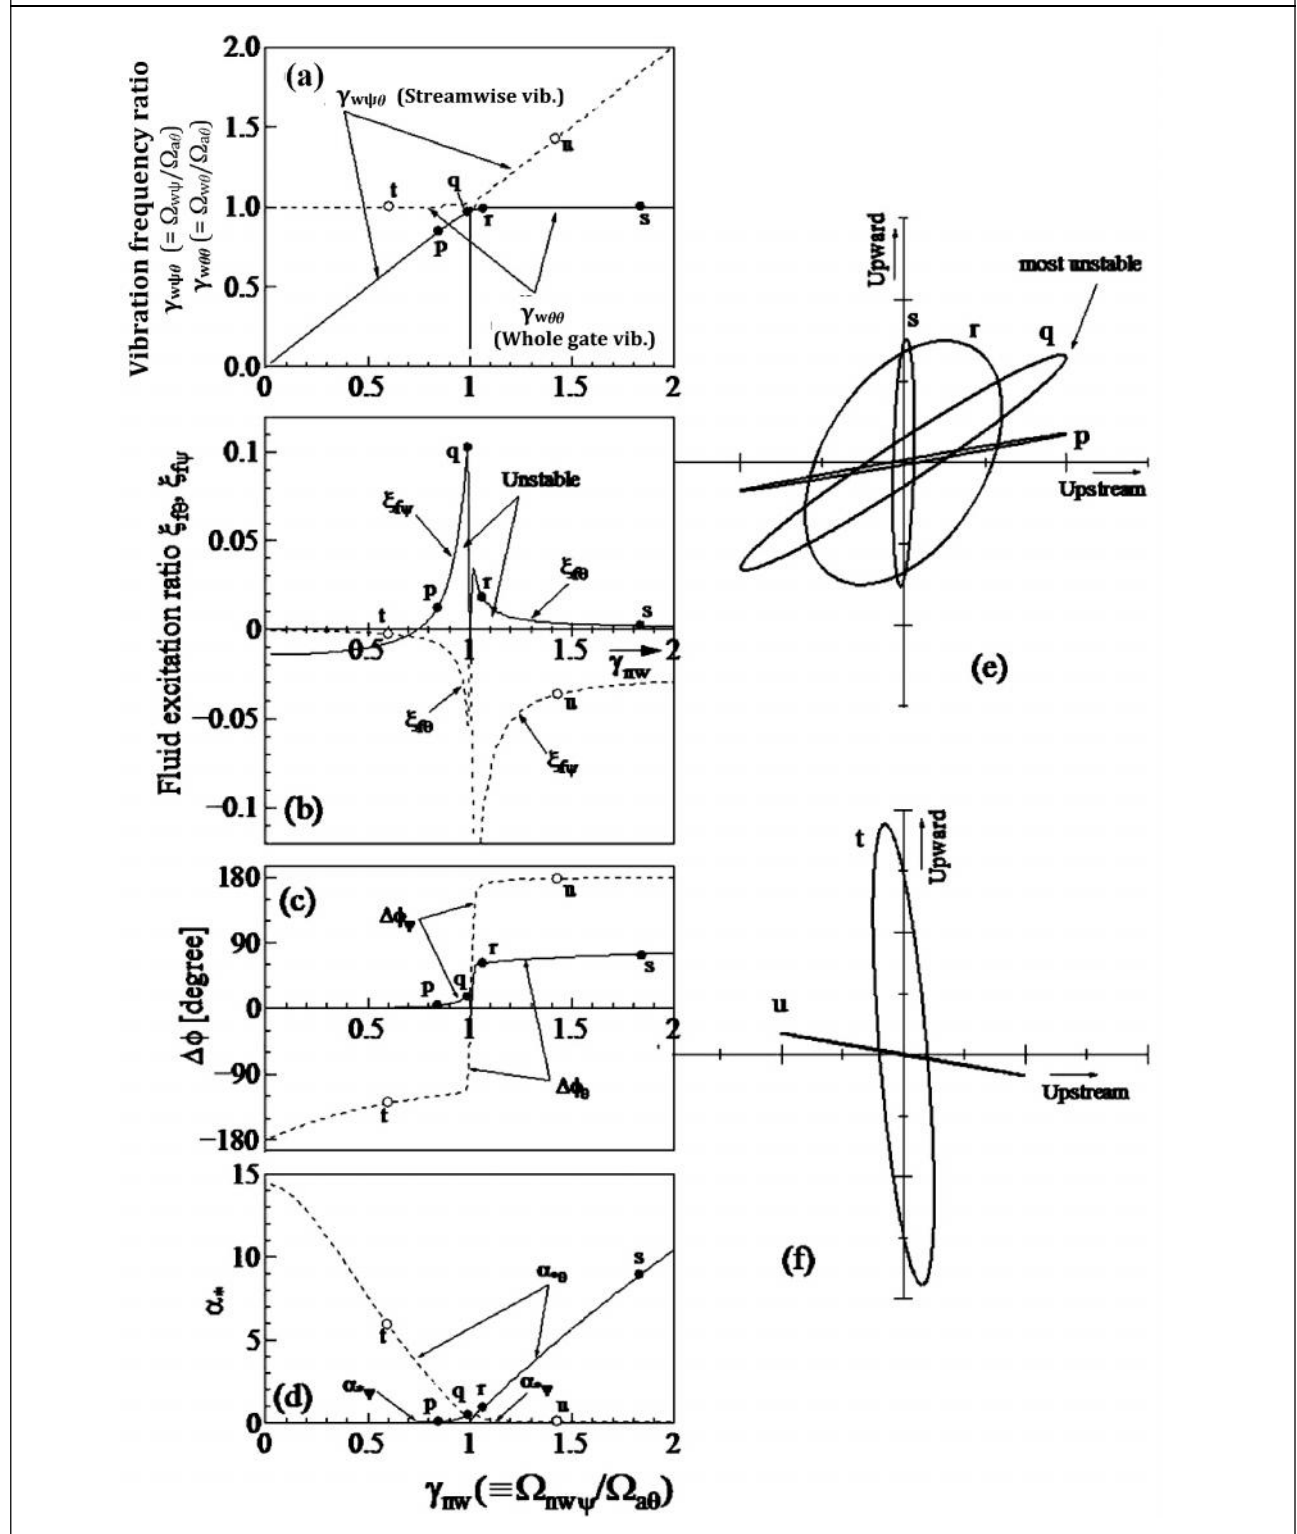 2.0
(a)
γwψθ (Streamwise vib.)
1.5
u
t
q
1.0
r
s
p
0.5
γwθθ
(Whole gate vib.)
0.0
0 0.5 1 1.5 2
Vibration frequency ratio
γwψθ (= Ωwψ/Ωaθ)
γwθθ (= Ωwθ/Ωaθ)
0.1
q
Unstable
ξfψ
0.05
p
r
ξfθ
t
s
0
0.5 1 1.5 2
γnw
−0.05
ξfθ
u
ξfψ
−0.1
(b)
Fluid excitation ratio ξfθ, ξfψ
180
(c)
u
Δϕψ
90
r
q
p
s
0
0.5 1 1.5 2
−90
Δϕθ
t
−180
Δϕ [degree]
15
10
s
α*θ
t
5
α*ψ
p
q
r
α*ψ
u
(d)
0
0 0.5 1 1.5 2
α*
γnw (≡Ωnwψ/Ωaθ)
Upward
most unstable
s
r
q
p
Upstream
(e)
t
Upward
u
Upstream
(f)